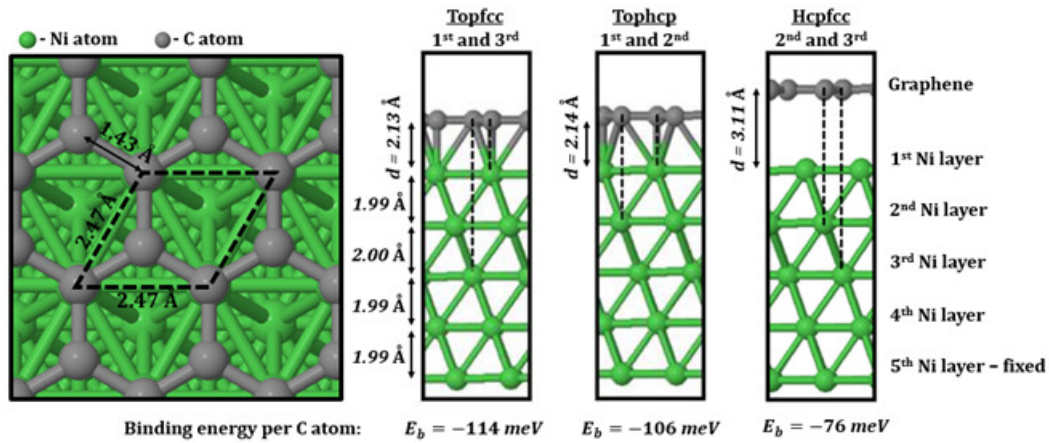 - Ni atom
- C atom
1.43 Å
2.47 Å
2.47 Å
Topfcc
1st and 3rd
d = 2.13 Å
1.99 Å
2.00 Å
1.99 Å
1.99 Å
Tophcp
1st and 2nd
d = 2.14 Å
Hcpfcc
2nd and 3rd
d = 3.11 Å
Graphene
1st Ni layer
2nd Ni layer
3rd Ni layer
4th Ni layer
5th Ni layer – fixed
Binding energy per C atom: E_b = −114 meV E_b = −106 meV E_b = −76 meV